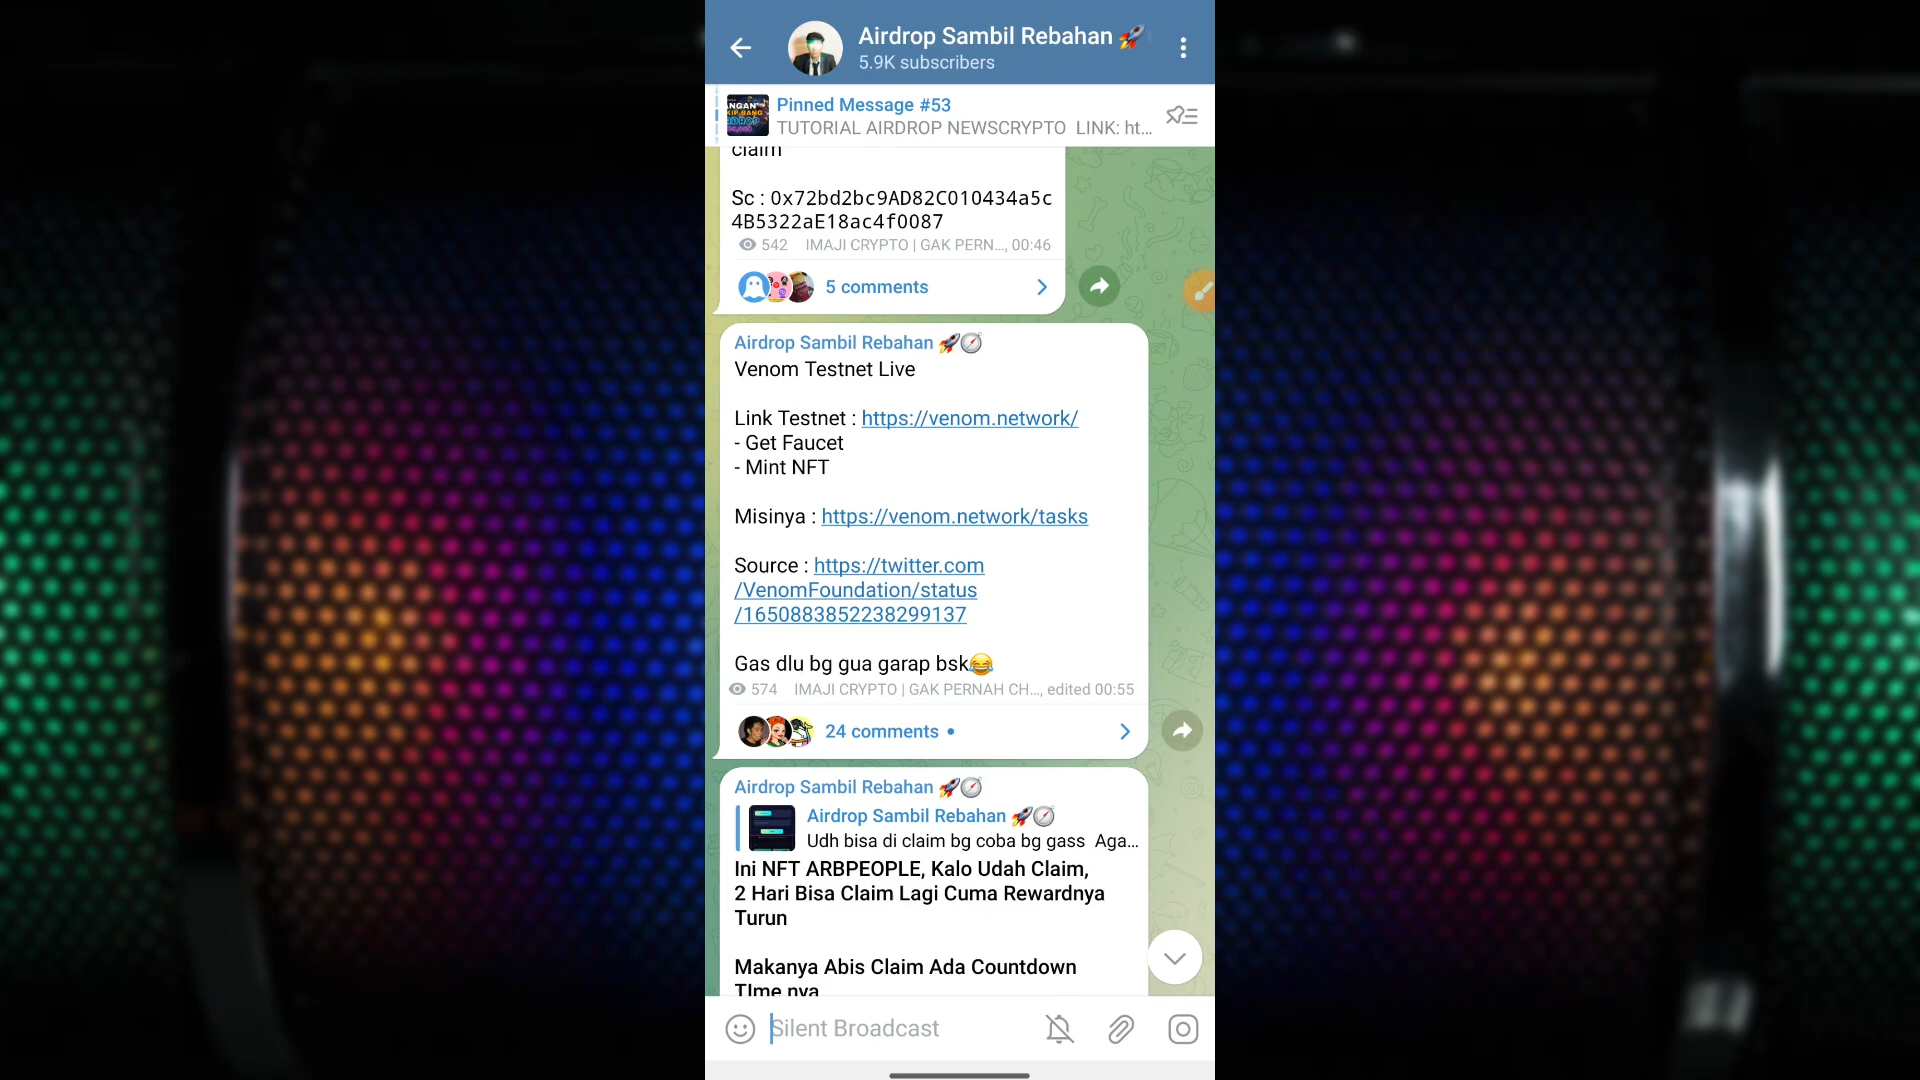 Airdrop Sambil Rebahan 🚀
5.9K subscribers
Pinned Message #53
TUTORIAL AIRDROP NEWSCRYPTO LINK: ht...
claim
Sc : 0x72bd2bc9AD82C010434a5c
4B5322aE18ac4f0087
542 IMAJI CRYPTO | GAK PERN..., 00:46
5 comments
Airdrop Sambil Rebahan 🚀🧭
Venom Testnet Live
Link Testnet : https://venom.network/
- Get Faucet
- Mint NFT
Misinya : https://venom.network/tasks
Source : https://twitter.com
/VenomFoundation/status
/1650883852238299137
Gas dlu bg gua garap bsk😂
574 IMAJI CRYPTO | GAK PERNAH CH..., edited 00:55
24 comments •
Airdrop Sambil Rebahan 🚀🧭
Airdrop Sambil Rebahan 🚀🧭
Udh bisa di claim bg coba bg gass Aga...
Ini NFT ARBPEOPLE, Kalo Udah Claim,
2 Hari Bisa Claim Lagi Cuma Rewardnya
Turun
Makanya Abis Claim Ada Countdown
TIme nya
Silent Broadcast